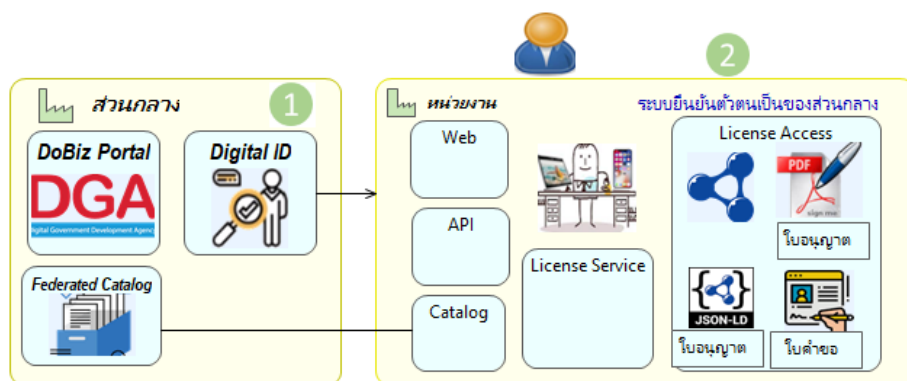 ส่วนกลาง
1
DoBiz Portal
DGA
Digital Government Development Agency
Digital ID
Federated Catalog
2
หน่วยงาน
ระบบยืนยันตัวตนเป็นของส่วนกลาง
Web
API
Catalog
License Service
License Access
PDF
sign me
ใบอนุญาต
JSON-LD
ใบอนุญาต
ใบคำขอ